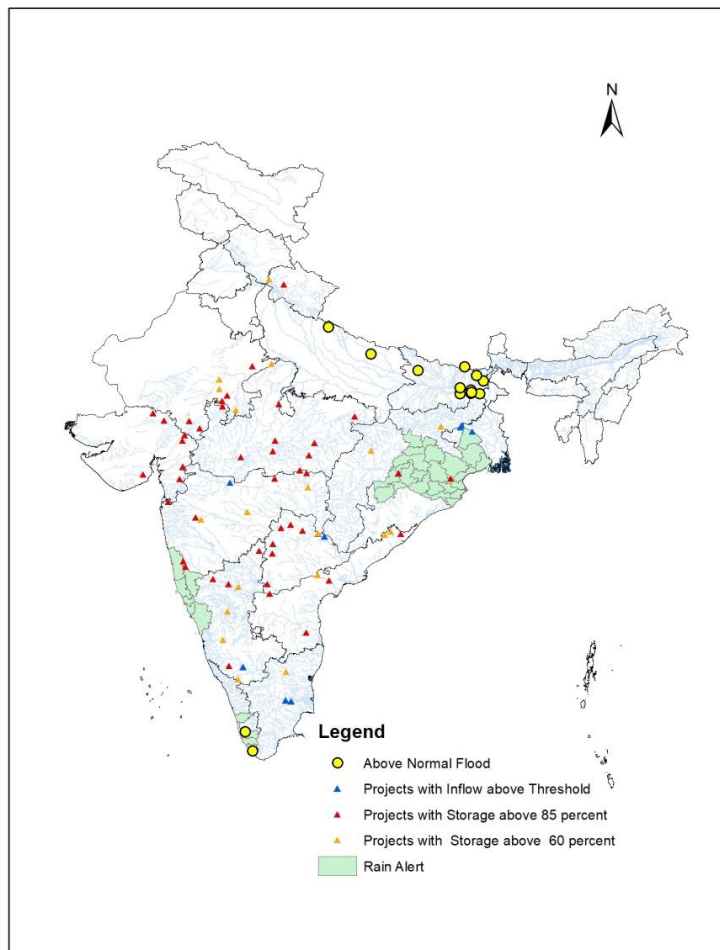 N
Legend
Above Normal Flood
Projects with Inflow above Threshold
Projects with Storage above 85 percent
Projects with Storage above 60 percent
Rain Alert